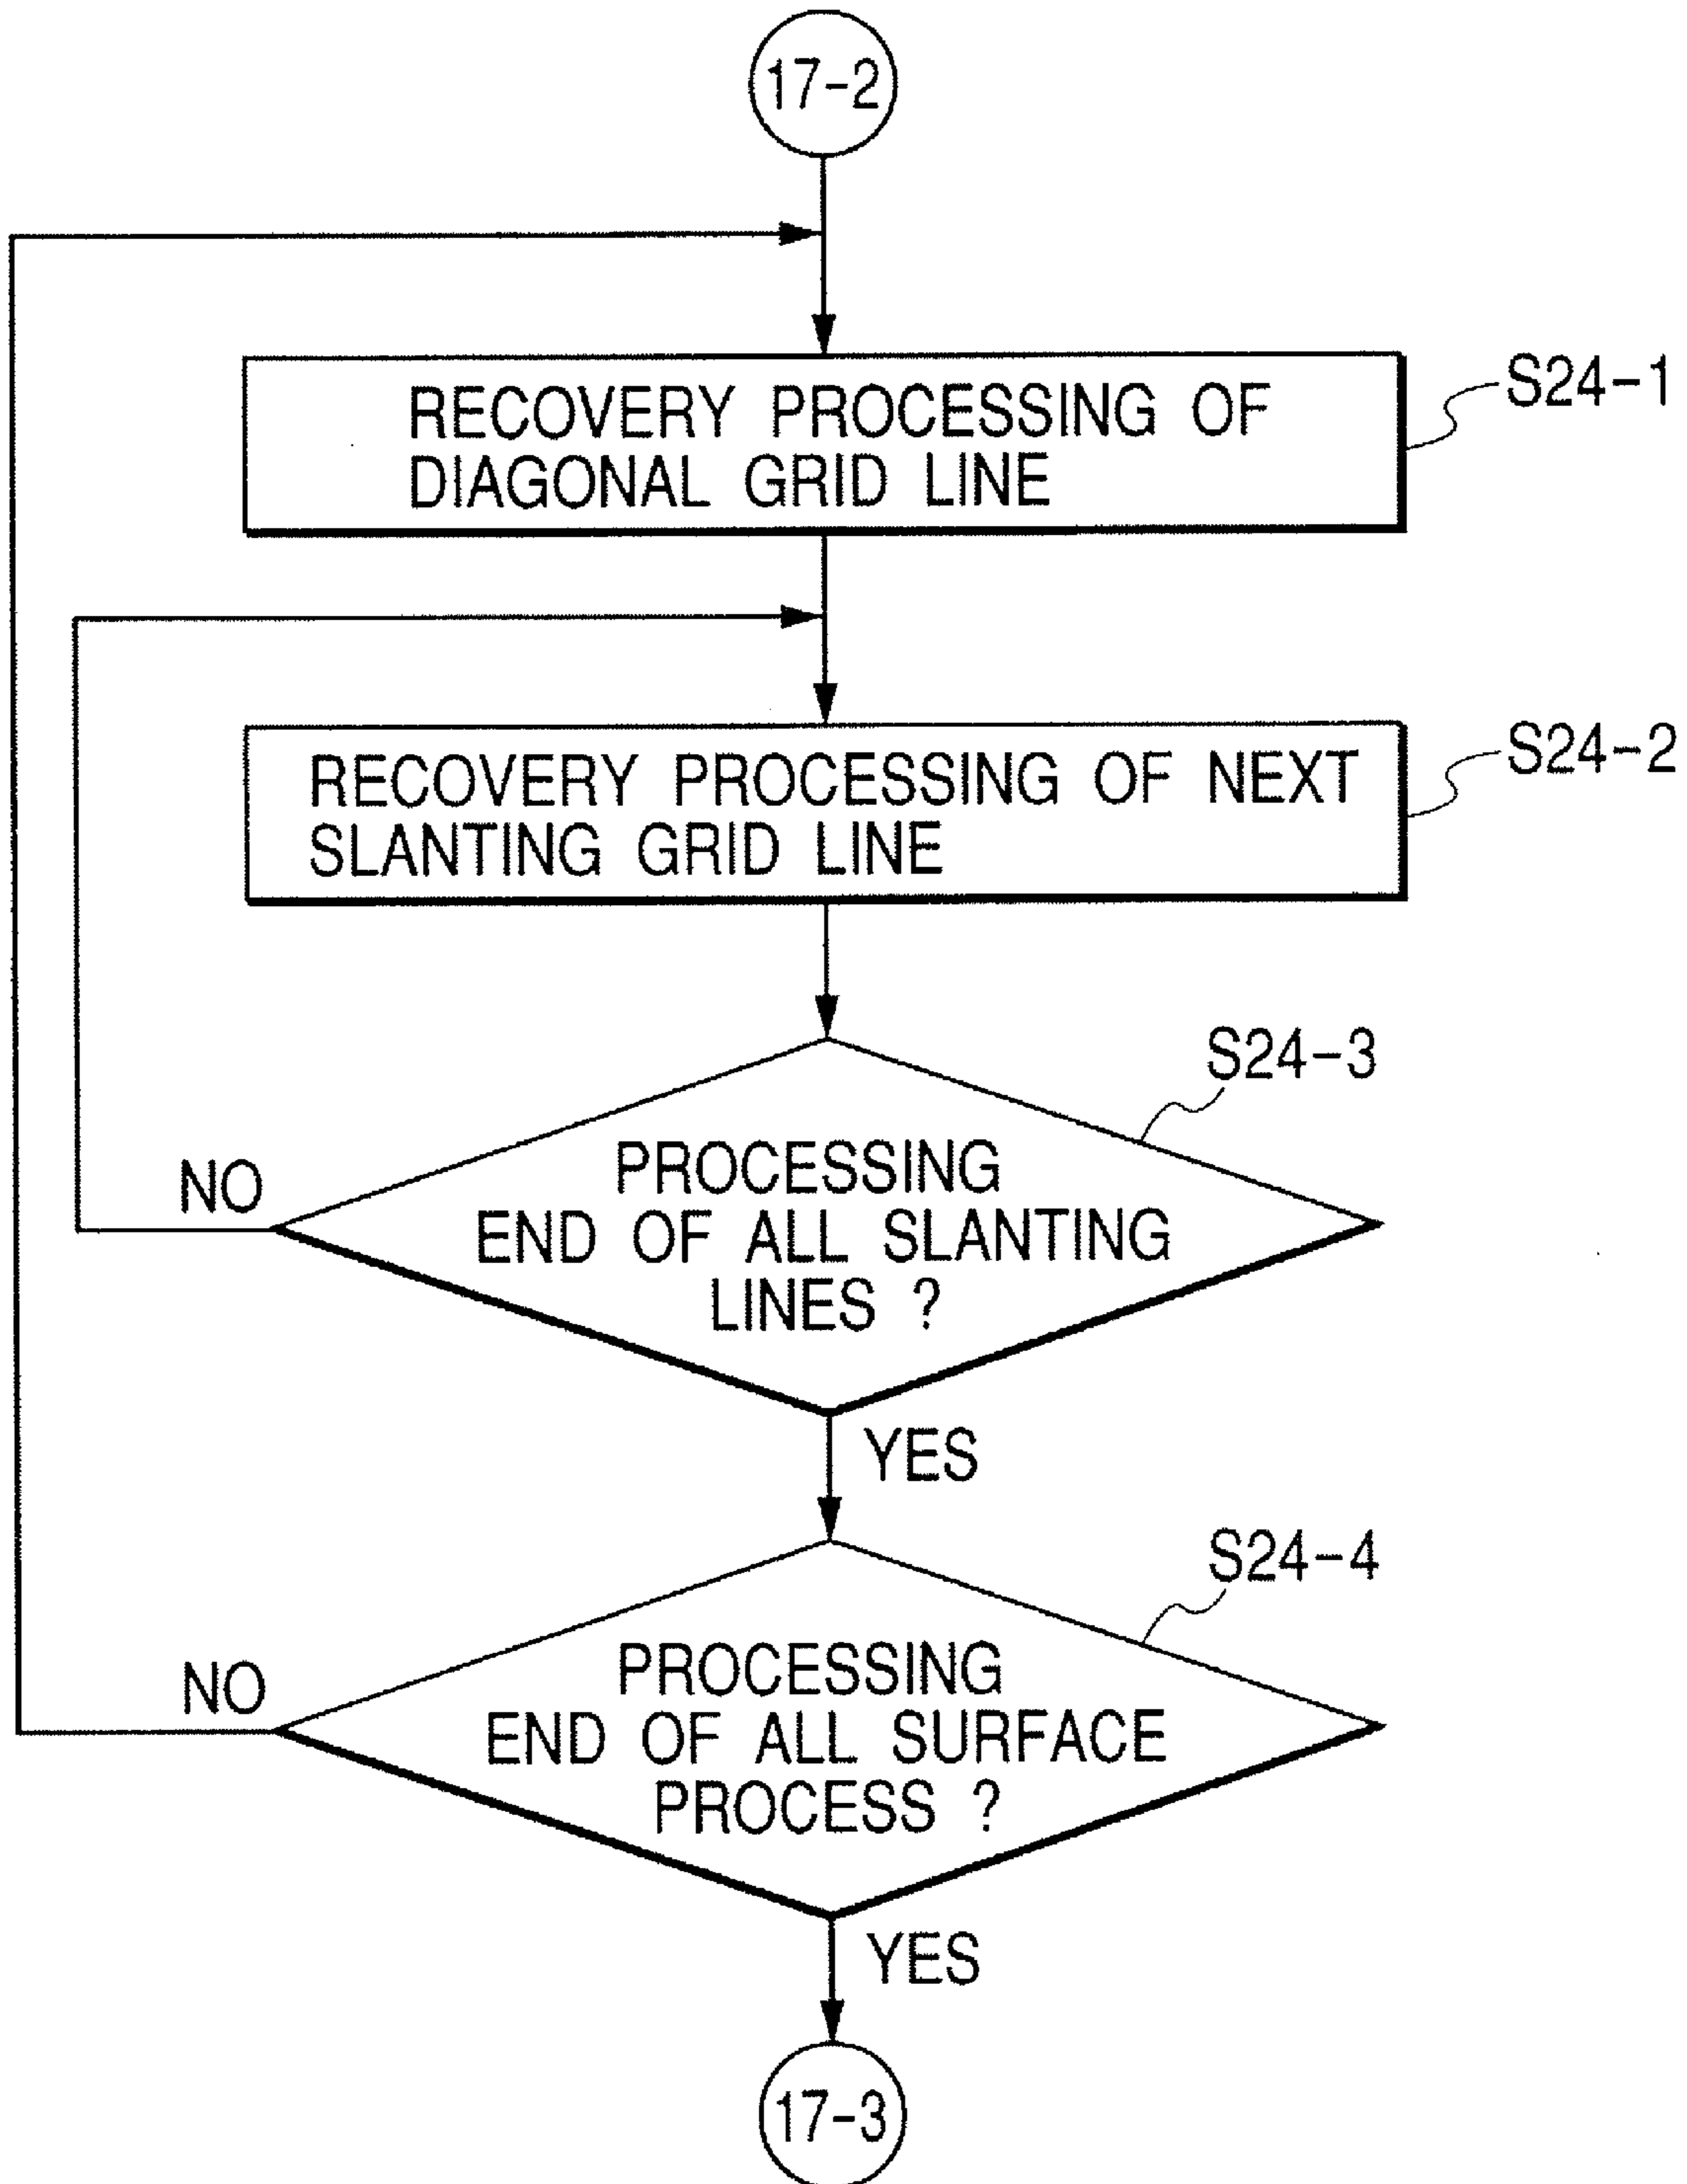 17-2
RECOVERY PROCESSING OF
DIAGONAL GRID LINE
S24-1
RECOVERY PROCESSING OF NEXT
SLANTING GRID LINE
S24-2
S24-3
PROCESSING
END OF ALL SLANTING
LINES ?
NO
YES
S24-4
PROCESSING
END OF ALL SURFACE
PROCESS ?
NO
YES
17-3